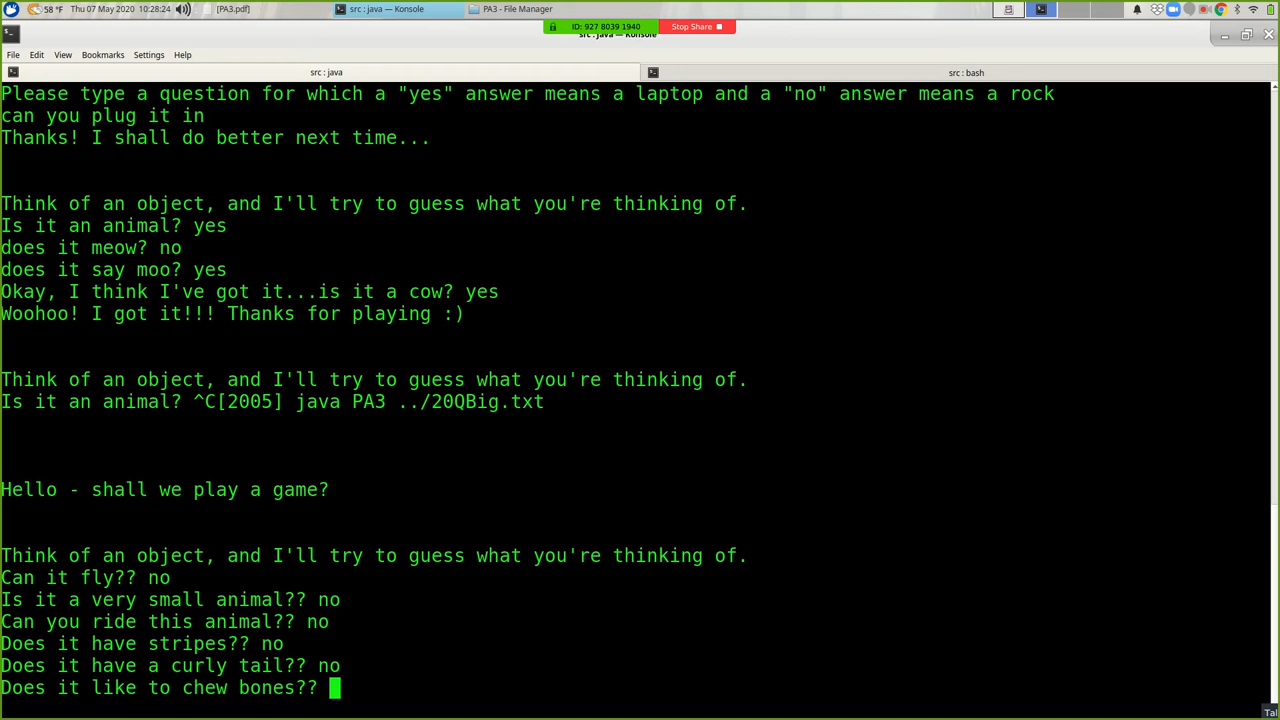 58 °F Thu 07 May 2020 10:28:24 [PA3.pdf] src : java — Konsole PA3 - File Manager
ID: 927 8039 1940 Stop Share
src : java — Konsole
File Edit View Bookmarks Settings Help
src : java src : bash
Please type a question for which a "yes" answer means a laptop and a "no" answer means a rock
can you plug it in
Thanks! I shall do better next time...
Think of an object, and I'll try to guess what you're thinking of.
Is it an animal? yes
does it meow? no
does it say moo? yes
Okay, I think I've got it...is it a cow? yes
Woohoo! I got it!!! Thanks for playing :)
Think of an object, and I'll try to guess what you're thinking of.
Is it an animal? ^C[2005] java PA3 ../20QBig.txt
Hello - shall we play a game?
Think of an object, and I'll try to guess what you're thinking of.
Can it fly?? no
Is it a very small animal?? no
Can you ride this animal?? no
Does it have stripes?? no
Does it have a curly tail?? no
Does it like to chew bones??